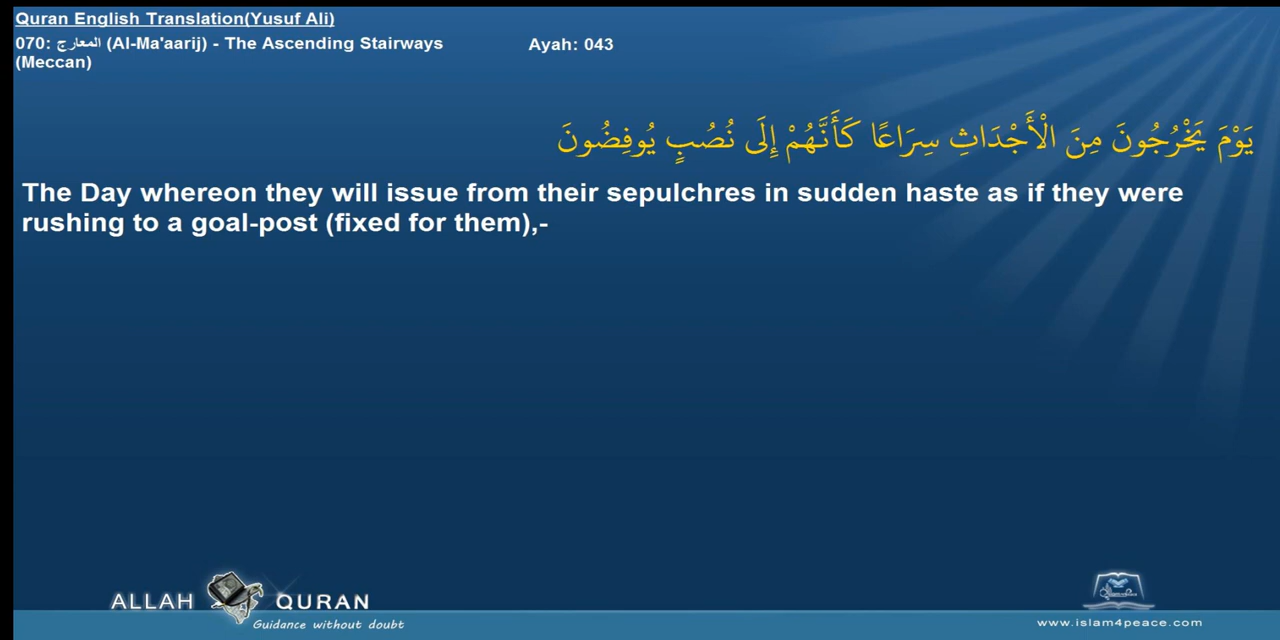 Quran English Translation(Yusuf Ali)
070: المعارج (Al-Ma'aarij) - The Ascending Stairways
(Meccan)
Ayah: 043
يَوْمَ يَخْرُجُونَ مِنَ الْأَجْدَاثِ سِرَاعًا كَأَنَّهُمْ إِلَى نُصُبٍ يُوفِضُونَ
The Day whereon they will issue from their sepulchres in sudden haste as if they were
rushing to a goal-post (fixed for them),-
ALLAH QURAN
Guidance without doubt
www.islam4peace.com